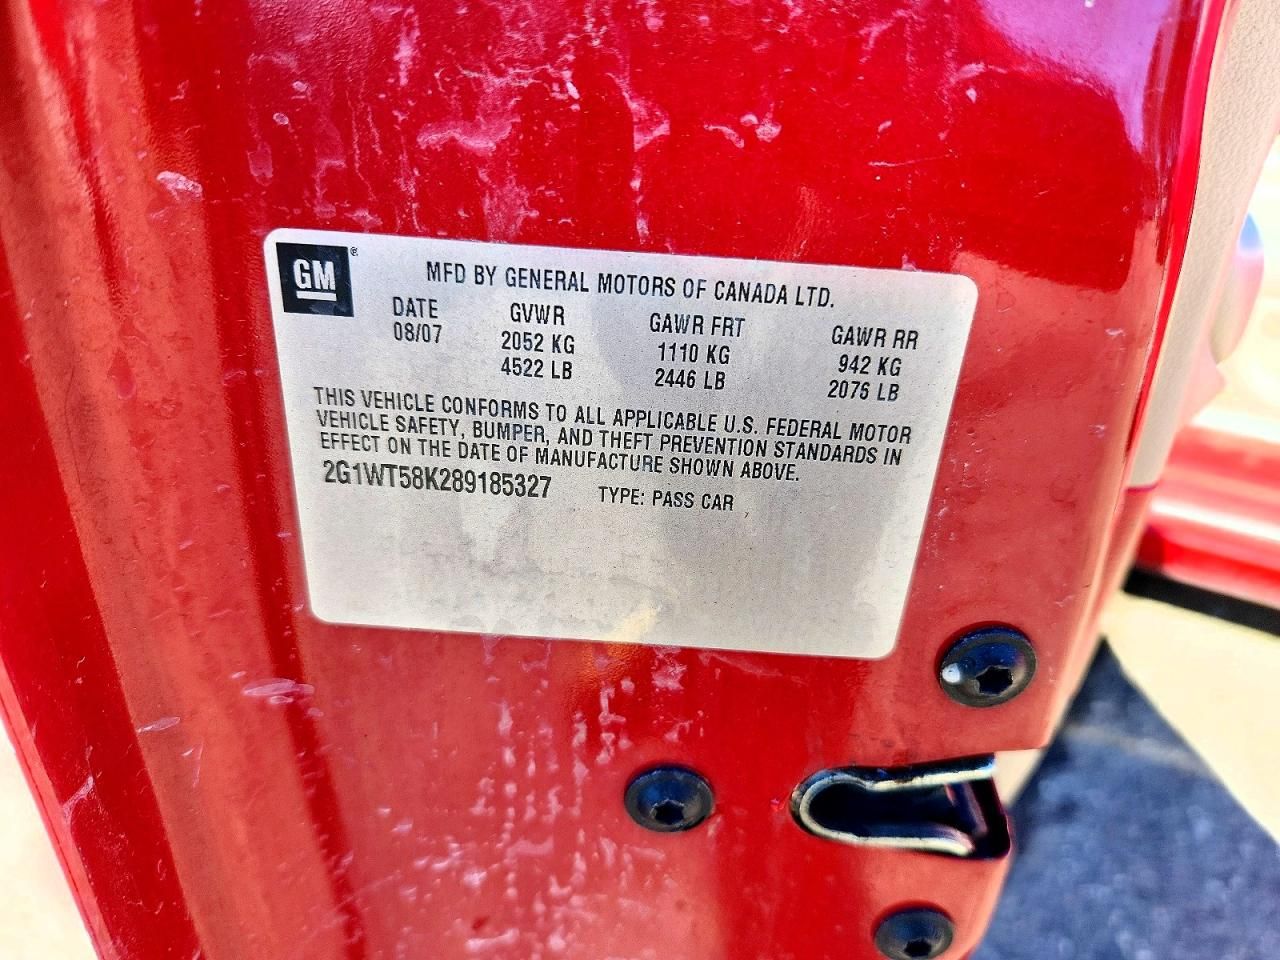 GM®
MFD BY GENERAL MOTORS OF CANADA LTD.
DATE GVWR GAWR FRT GAWR RR
08/07 2052 KG 1110 KG 942 KG
4522 LB 2446 LB 2076 LB
THIS VEHICLE CONFORMS TO ALL APPLICABLE U.S. FEDERAL MOTOR
VEHICLE SAFETY, BUMPER, AND THEFT PREVENTION STANDARDS IN
EFFECT ON THE DATE OF MANUFACTURE SHOWN ABOVE.
2G1WT58K289185327 TYPE: PASS CAR